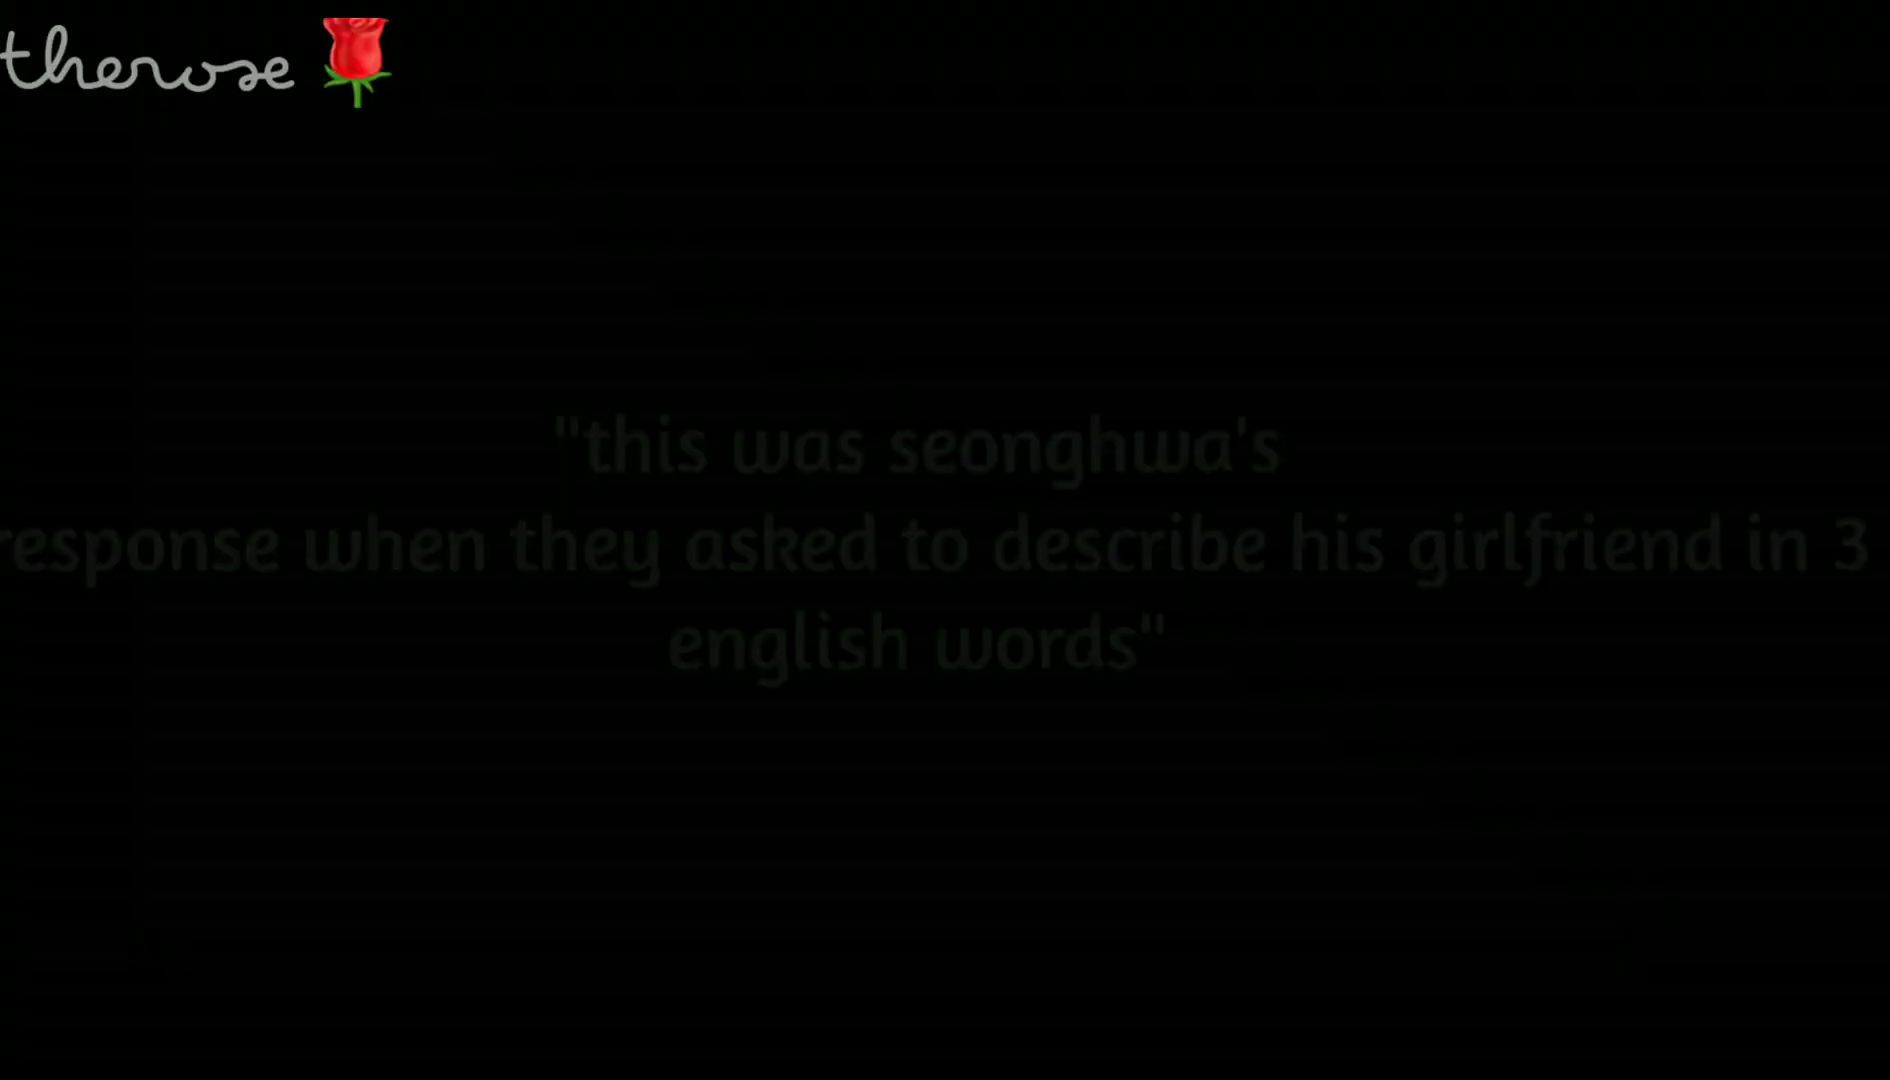 therose 🌹
"this was seonghwa's
response when they asked to describe his girlfriend in 3
english words"